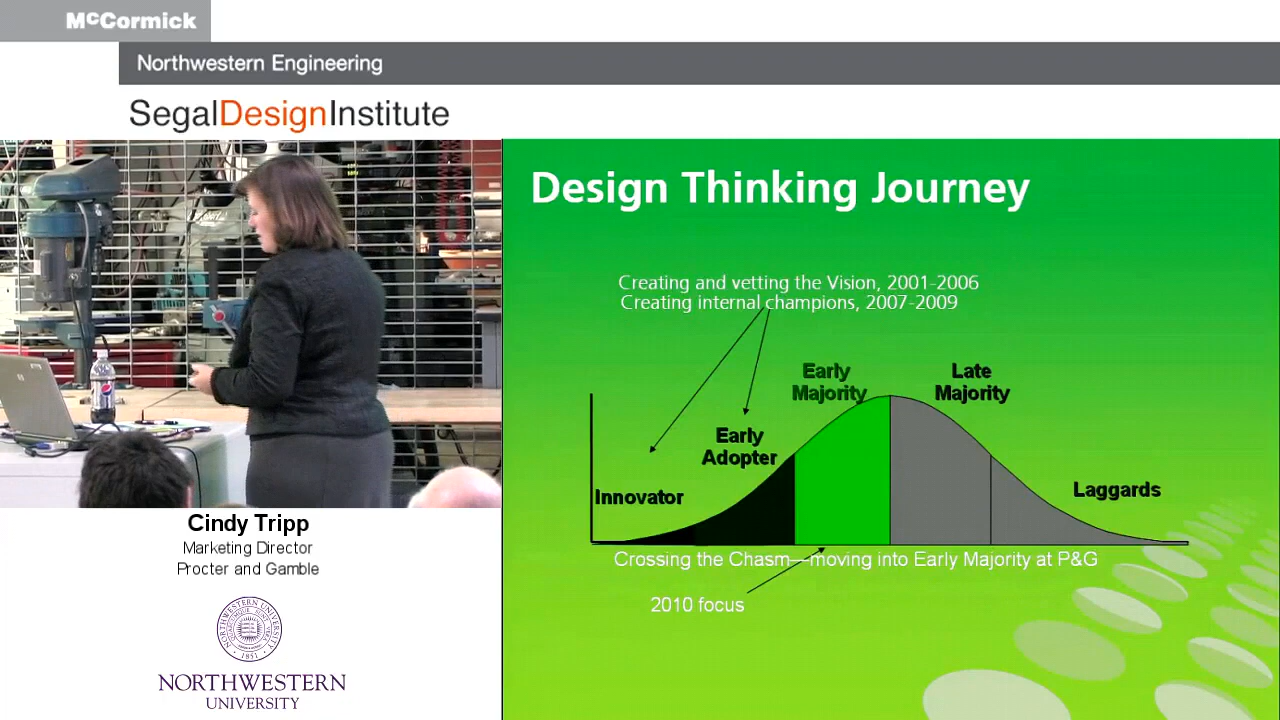 McCormick
Northwestern Engineering
SegalDesignInstitute
Design Thinking Journey
Creating and vetting the Vision, 2001-2006
Creating internal champions, 2007-2009
Early
Majority
Late
Majority
Early
Adopter
Innovator
Laggards
Crossing the Chasm—moving into Early Majority at P&G
2010 focus
Cindy Tripp
Marketing Director
Procter and Gamble
1851
NORTHWESTERN
UNIVERSITY